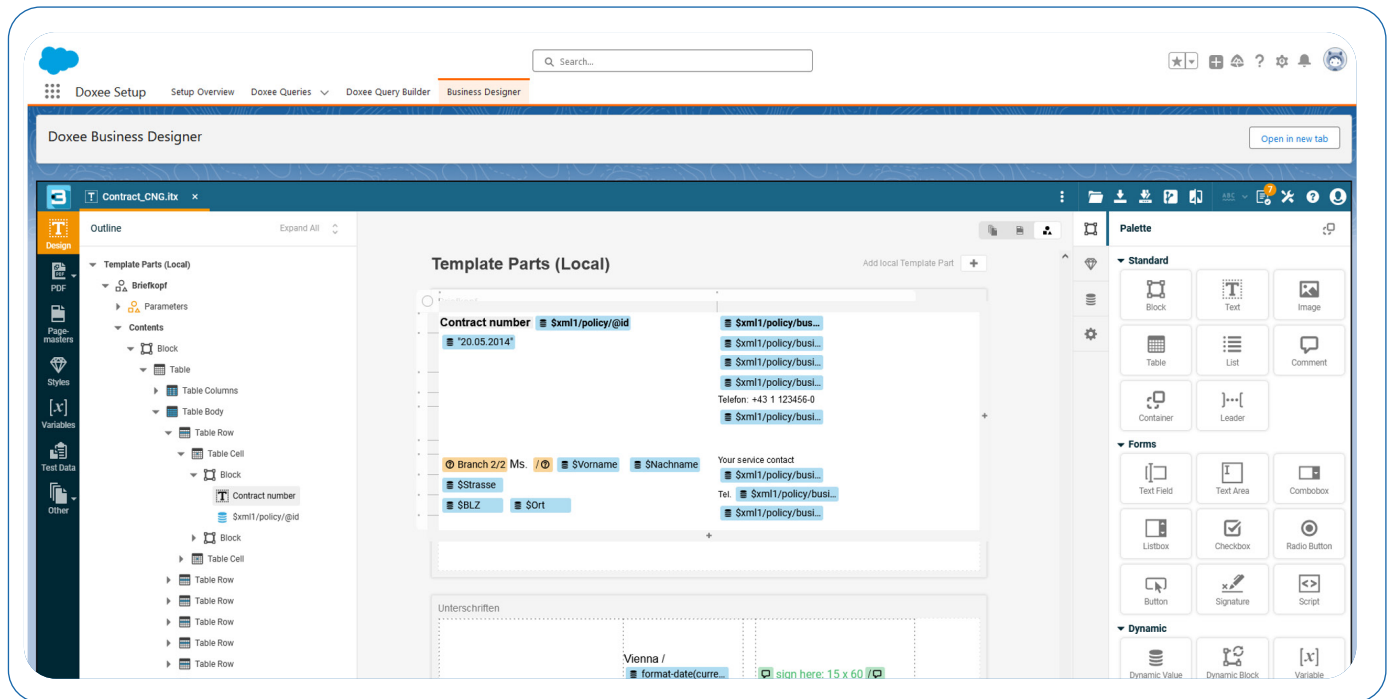 Search...
Doxee Setup Setup Overview Doxee Queries Doxee Query Builder Business Designer
Doxee Business Designer
Open in new tab
Contract_CNG.itx ×
ABC
7
Design
PDF
Page-
masters
Styles
[x]
Variables
Test Data
Other
Outline
Expand All
Template Parts (Local)
Briefkopf
Parameters
Contents
Block
Table
Table Columns
Table Body
Table Row
Table Cell
Block
Contract number
$xml1/policy/@id
Block
Table Cell
Table Row
Table Row
Table Row
Table Row
Table Row
Template Parts (Local)
Add local Template Part +
Contract number $xml1/policy/@id
"20.05.2014"
$xml1/policy/bus...
$xml1/policy/busi...
$xml1/policy/busi...
$xml1/policy/busi...
Telefon: +43 1 123456-0
$xml1/policy/busi...
Branch 2/2 Ms. / $Vorname $Nachname
$Strasse
$BLZ $Ort
Your service contact
$xml1/policy/busi...
Tel. $xml1/policy/busi...
$xml1/policy/busi...
Unterschriften
Vienna /
format-date(curre...
sign here: 15 x 60 /
Palette
Standard
Block Text Image
Table List Comment
Container Leader
Forms
Text Field Text Area Combobox
Listbox Checkbox Radio Button
Button Signature Script
Dynamic
[x]
Dynamic Value Dynamic Block Variable